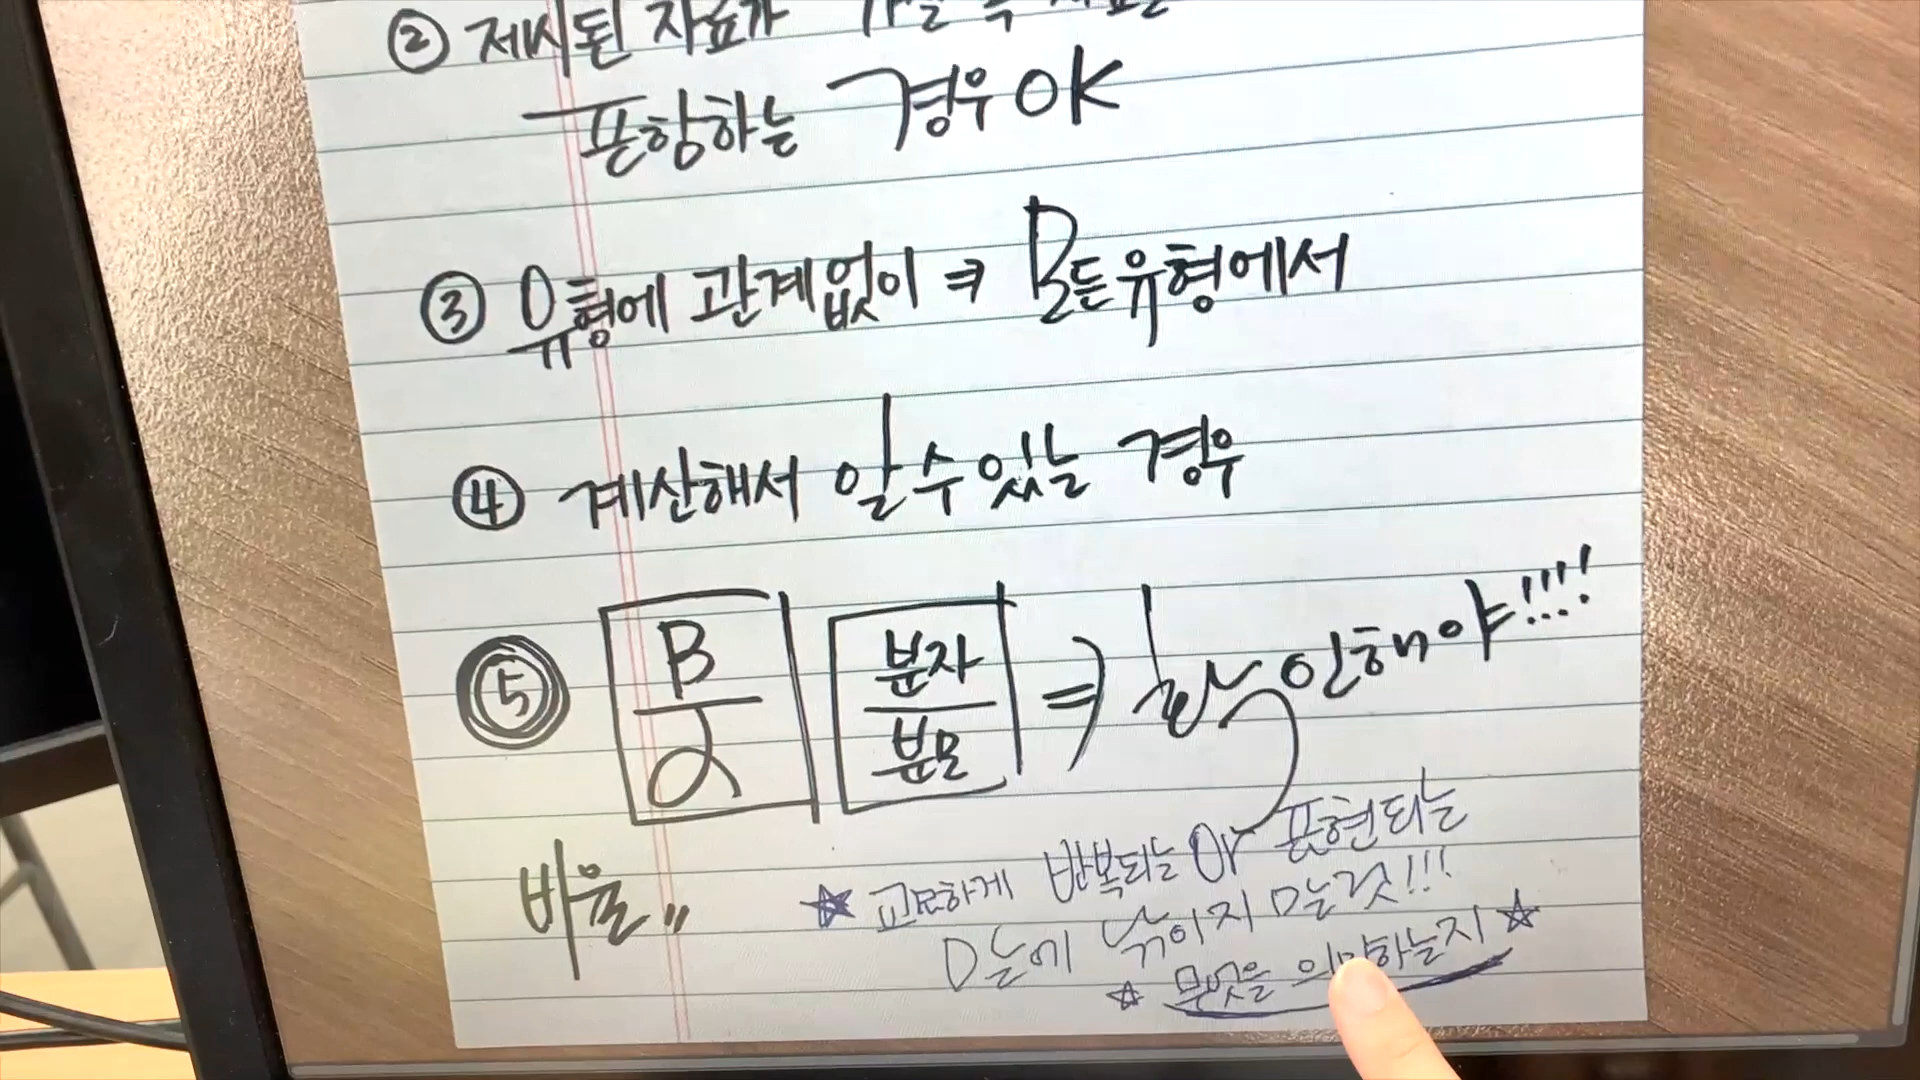 ② 제시된 자료가
포함하는 경우 OK
③ 유형에 관계없이 ⇒ 모든 유형에서
④ 계산해서 알 수 있는 경우
⑤ B/α 분자/분모 ⇒ 확인해야!!!!
비율〃
☆ 교묘하게 반복되는 or 표현되는
말에 낚이지 말 것!!!
☆ 무엇을 의미하는지 ☆